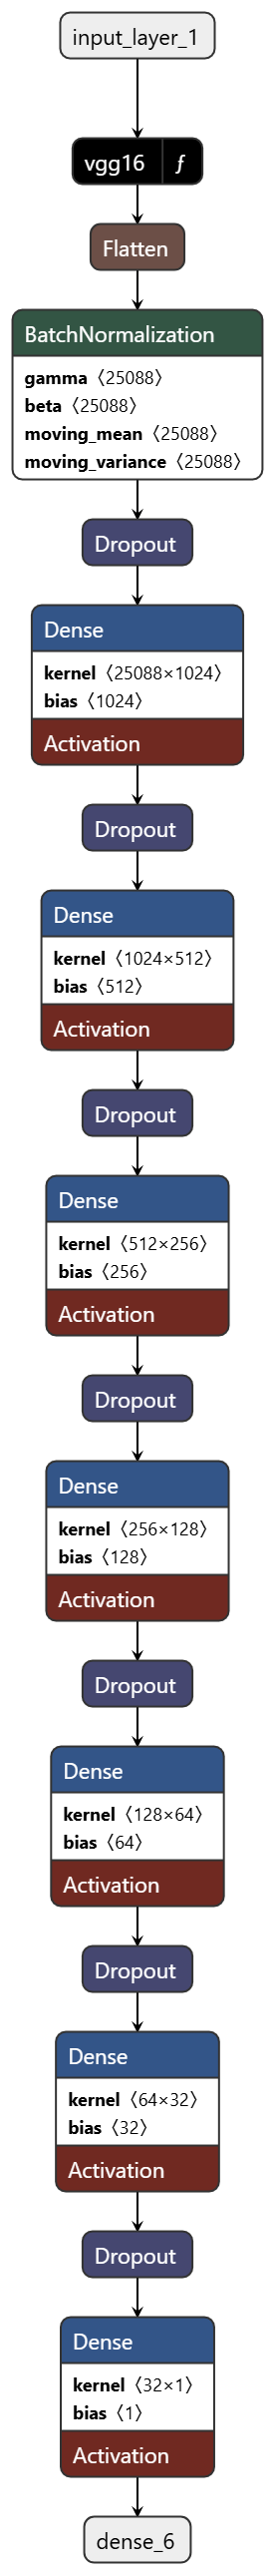 input_layer_1
vgg16 ƒ
Flatten
BatchNormalization
gamma 〈25088〉
beta 〈25088〉
moving_mean 〈25088〉
moving_variance 〈25088〉
Dropout
Dense
kernel 〈25088×1024〉
bias 〈1024〉
Activation
Dropout
Dense
kernel 〈1024×512〉
bias 〈512〉
Activation
Dropout
Dense
kernel 〈512×256〉
bias 〈256〉
Activation
Dropout
Dense
kernel 〈256×128〉
bias 〈128〉
Activation
Dropout
Dense
kernel 〈128×64〉
bias 〈64〉
Activation
Dropout
Dense
kernel 〈64×32〉
bias 〈32〉
Activation
Dropout
Dense
kernel 〈32×1〉
bias 〈1〉
Activation
dense_6